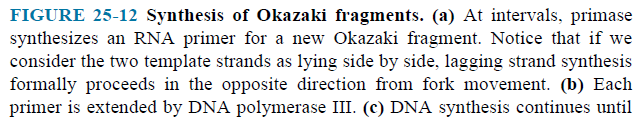 FIGURE 25-12 Synthesis of Okazaki fragments. (a) At intervals, primase
synthesizes an RNA primer for a new Okazaki fragment. Notice that if we
consider the two template strands as lying side by side, lagging strand synthesis
formally proceeds in the opposite direction from fork movement. (b) Each
primer is extended by DNA polymerase III. (c) DNA synthesis continues until